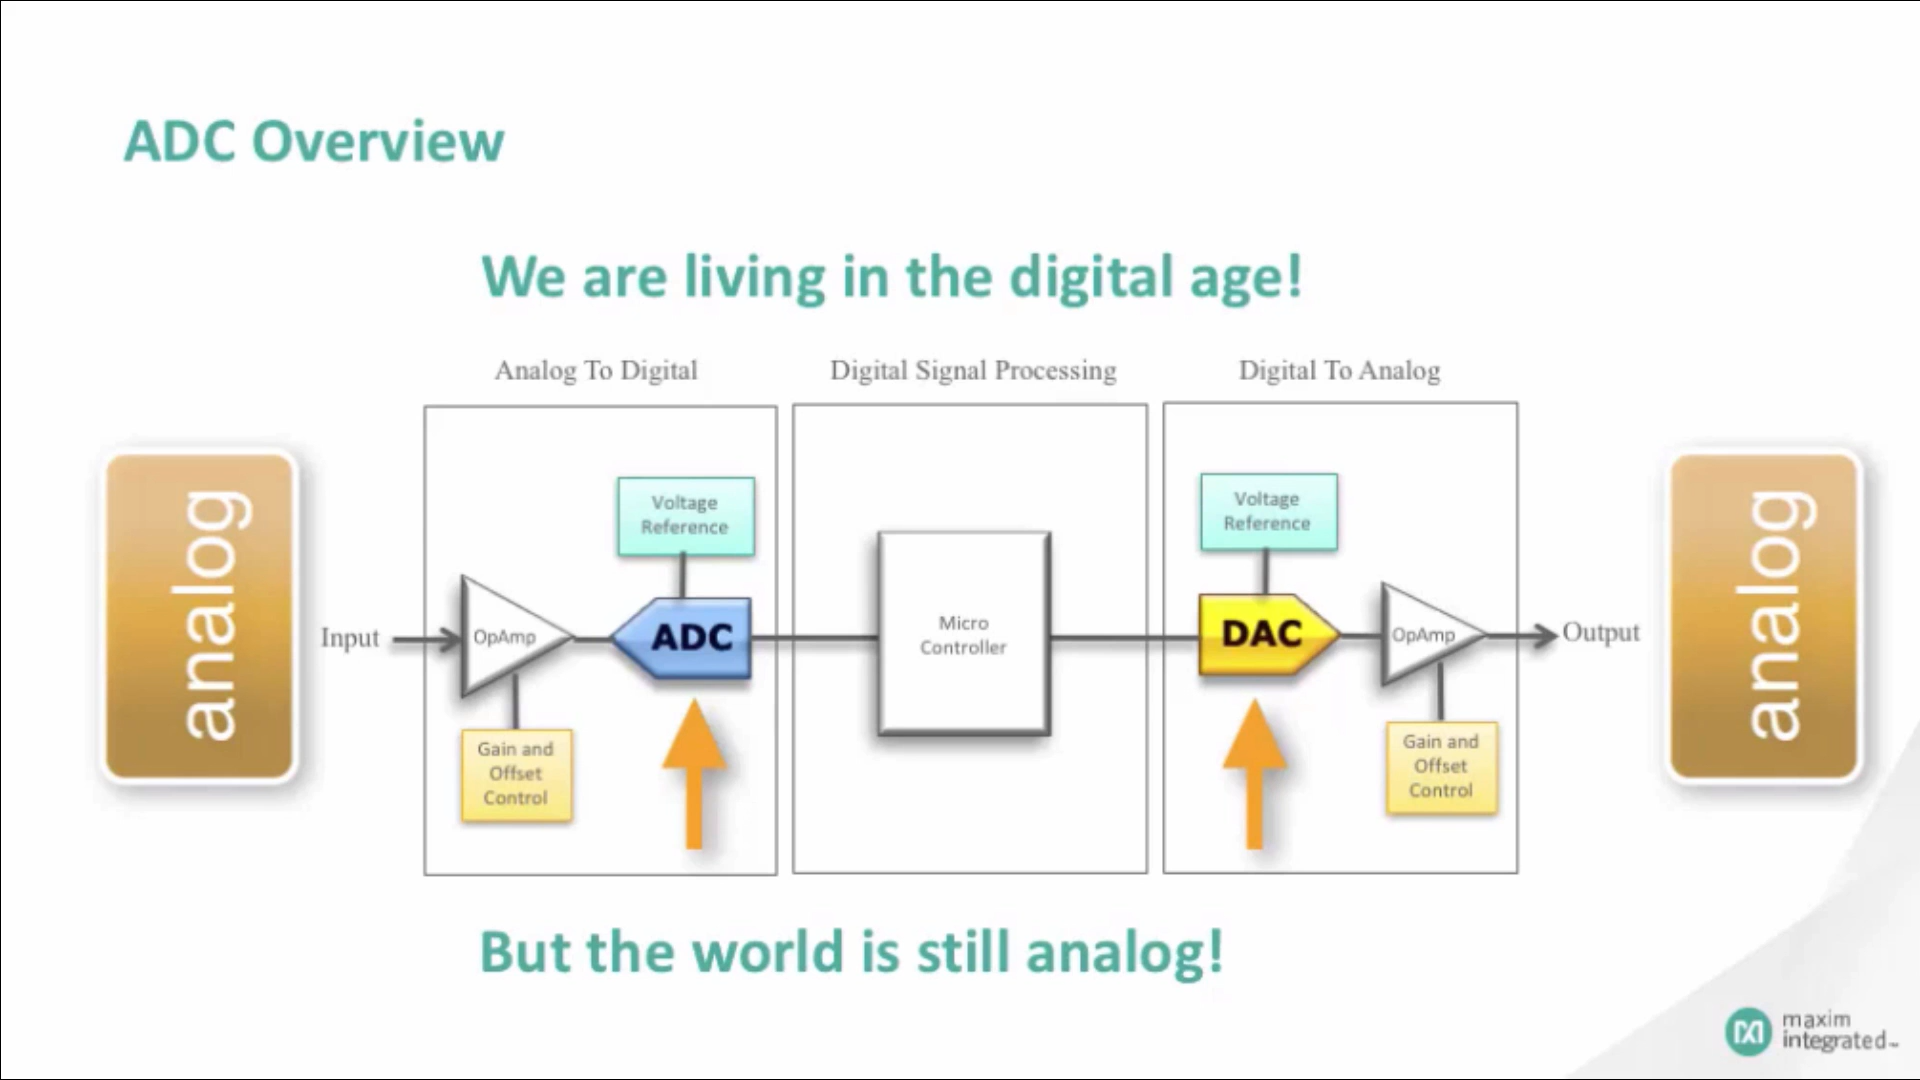 ADC Overview
We are living in the digital age!
Analog To Digital
Digital Signal Processing
Digital To Analog
analog
Input
OpAmp
Gain and
Offset
Control
Voltage
Reference
ADC
Micro
Controller
Voltage
Reference
DAC
OpAmp
Gain and
Offset
Control
Output
analog
But the world is still analog!
maxim
integrated™